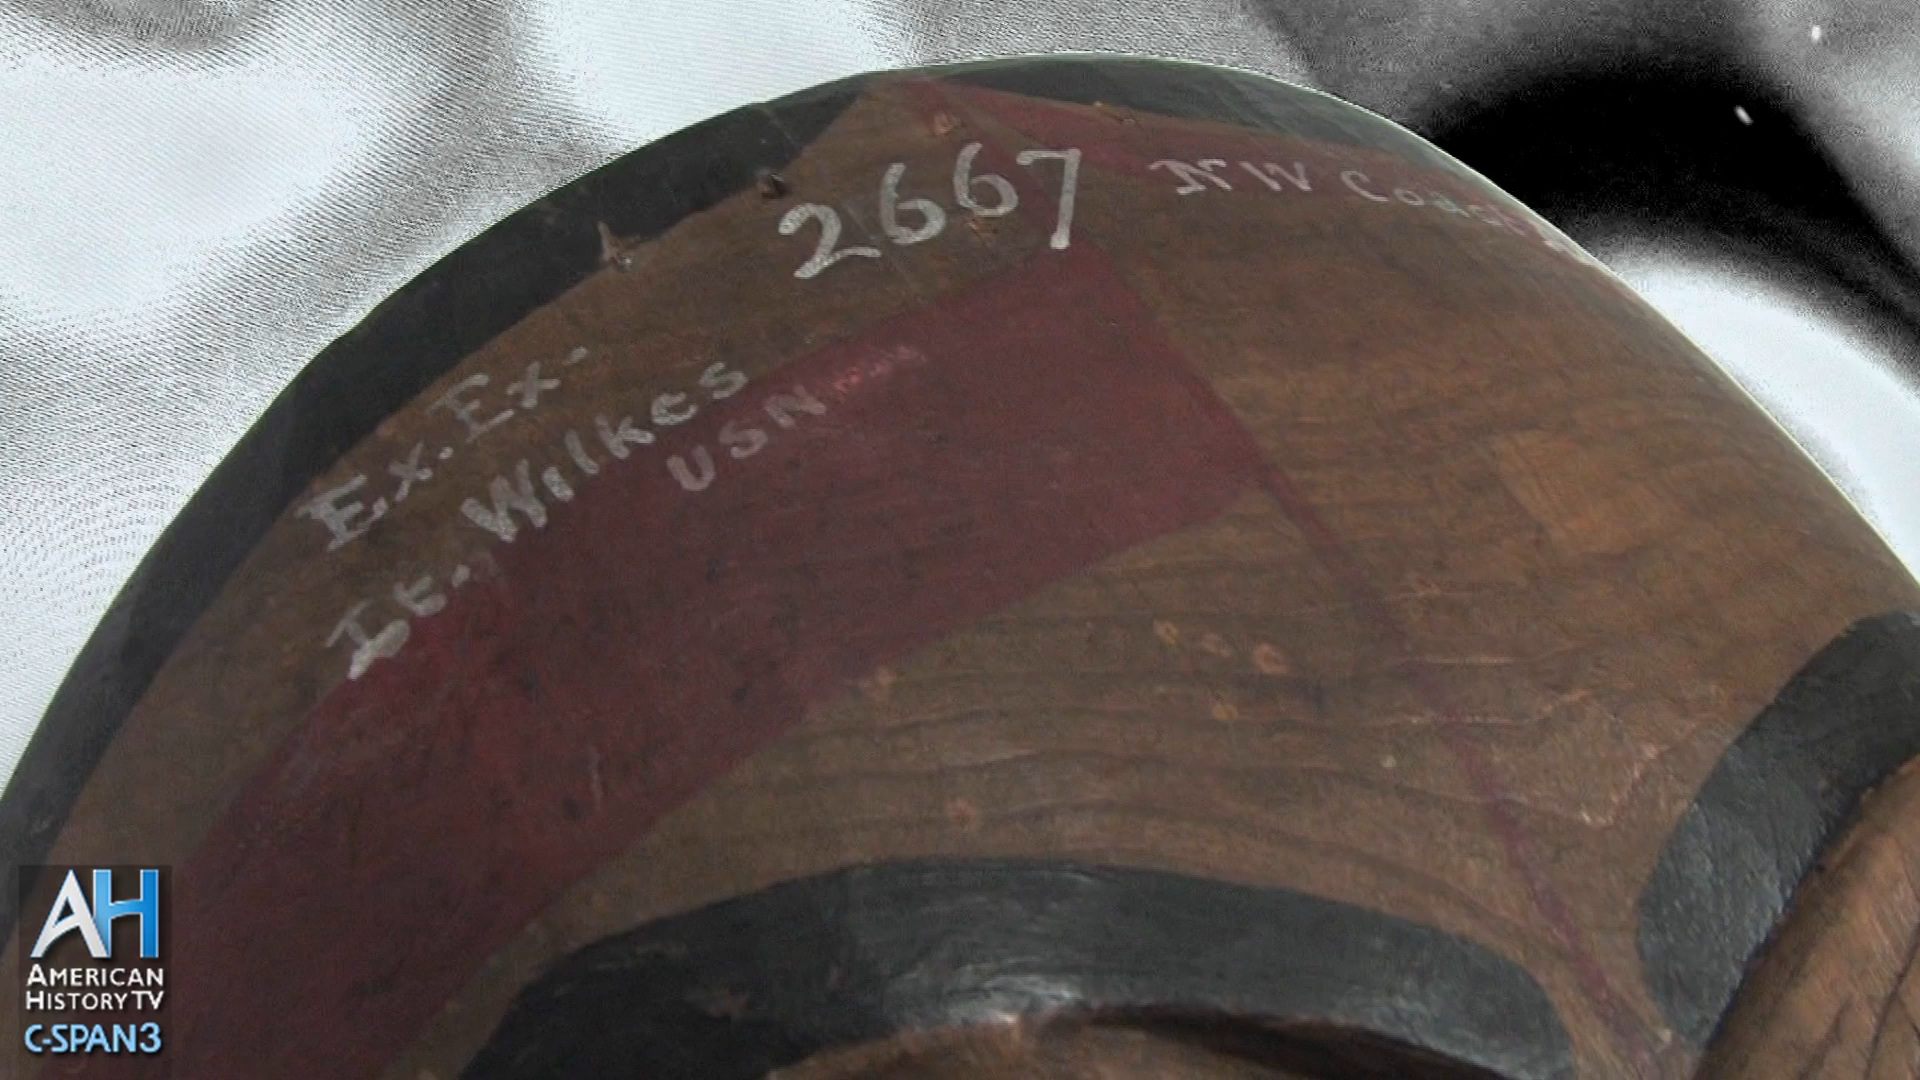 2667
NW Coast
Ex. Ex-
Lt. Wilkes
USN
AH
AMERICAN
HISTORY TV
C-SPAN3